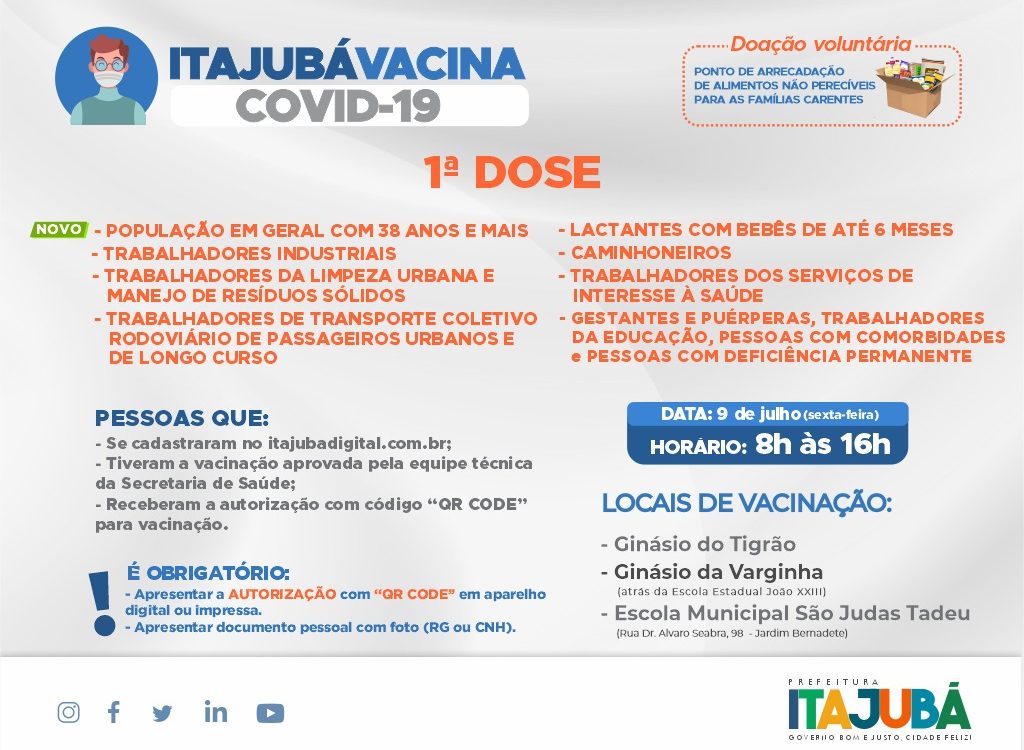 ITAJUBÁVACINA
COVID-19
Doação voluntária
PONTO DE ARRECADAÇÃO
DE ALIMENTOS NÃO PERECÍVEIS
PARA AS FAMÍLIAS CARENTES
1ª DOSE
NOVO - POPULAÇÃO EM GERAL COM 38 ANOS E MAIS
- TRABALHADORES INDUSTRIAIS
- TRABALHADORES DA LIMPEZA URBANA E
MANEJO DE RESÍDUOS SÓLIDOS
- TRABALHADORES DE TRANSPORTE COLETIVO
RODOVIÁRIO DE PASSAGEIROS URBANOS E
DE LONGO CURSO
- LACTANTES COM BEBÊS DE ATÉ 6 MESES
- CAMINHONEIROS
- TRABALHADORES DOS SERVIÇOS DE
INTERESSE À SAÚDE
- GESTANTES E PUÉRPERAS, TRABALHADORES
DA EDUCAÇÃO, PESSOAS COM COMORBIDADES
e PESSOAS COM DEFICIÊNCIA PERMANENTE
PESSOAS QUE:
- Se cadastraram no itajubadigital.com.br;
- Tiveram a vacinação aprovada pela equipe técnica
da Secretaria de Saúde;
- Receberam a autorização com código “QR CODE”
para vacinação.
! É OBRIGATÓRIO:
- Apresentar a AUTORIZAÇÃO com “QR CODE” em aparelho
digital ou impressa.
- Apresentar documento pessoal com foto (RG ou CNH).
DATA: 9 de julho (sexta-feira)
HORÁRIO: 8h às 16h
LOCAIS DE VACINAÇÃO:
- Ginásio do Tigrão
- Ginásio da Varginha
(atrás da Escola Estadual João XXIII)
- Escola Municipal São Judas Tadeu
(Rua Dr. Alvaro Seabra, 98 - Jardim Bernadete)
PREFEITURA
ITAJUBÁ
GOVERNO BOM E JUSTO, CIDADE FELIZ!